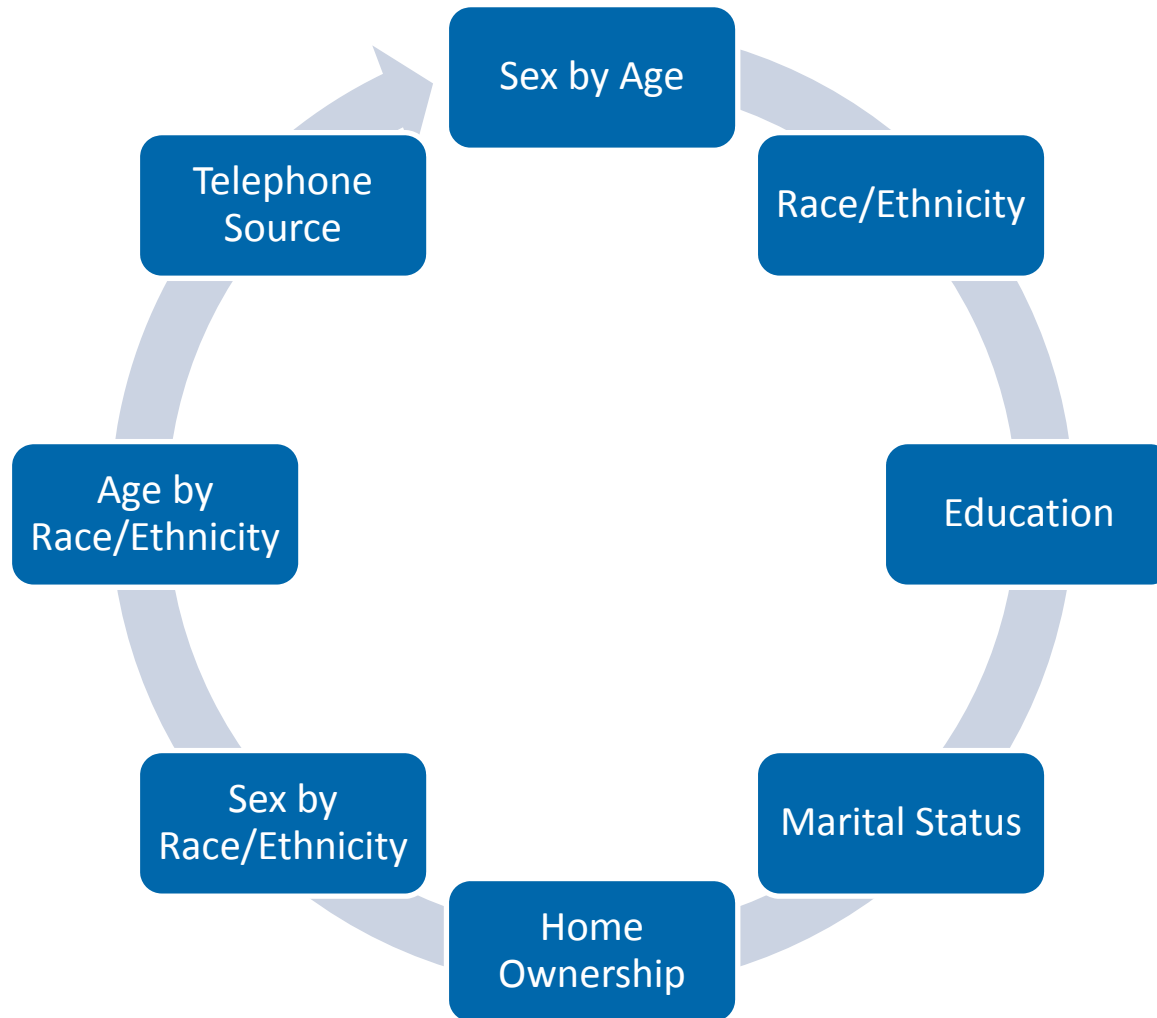 Sex by Age
Race/Ethnicity
Education
Marital Status
Home
Ownership
Sex by
Race/Ethnicity
Age by
Race/Ethnicity
Telephone
Source